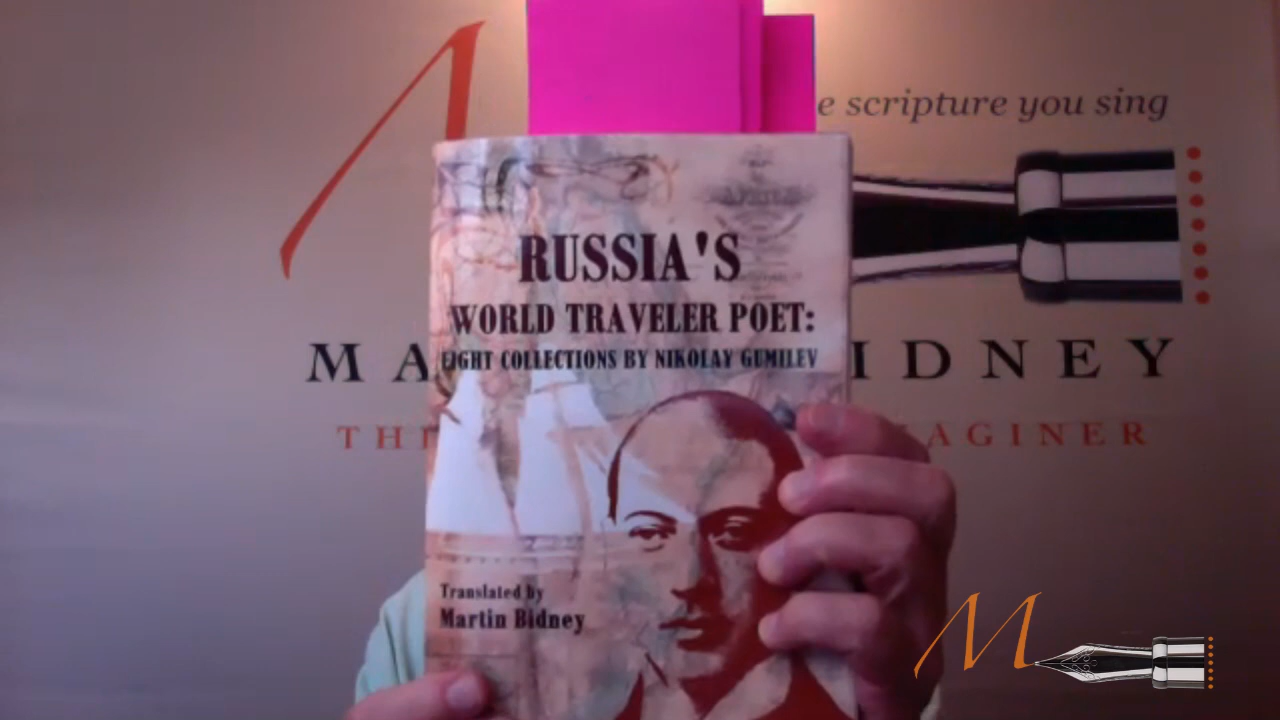 M
e scripture you sing
RUSSIA'S
WORLD TRAVELER POET:
EIGHT COLLECTIONS BY NIKOLAY GUMILEV
MA IDNEY
TH AGINER
Translated by
Martin Bidney
M